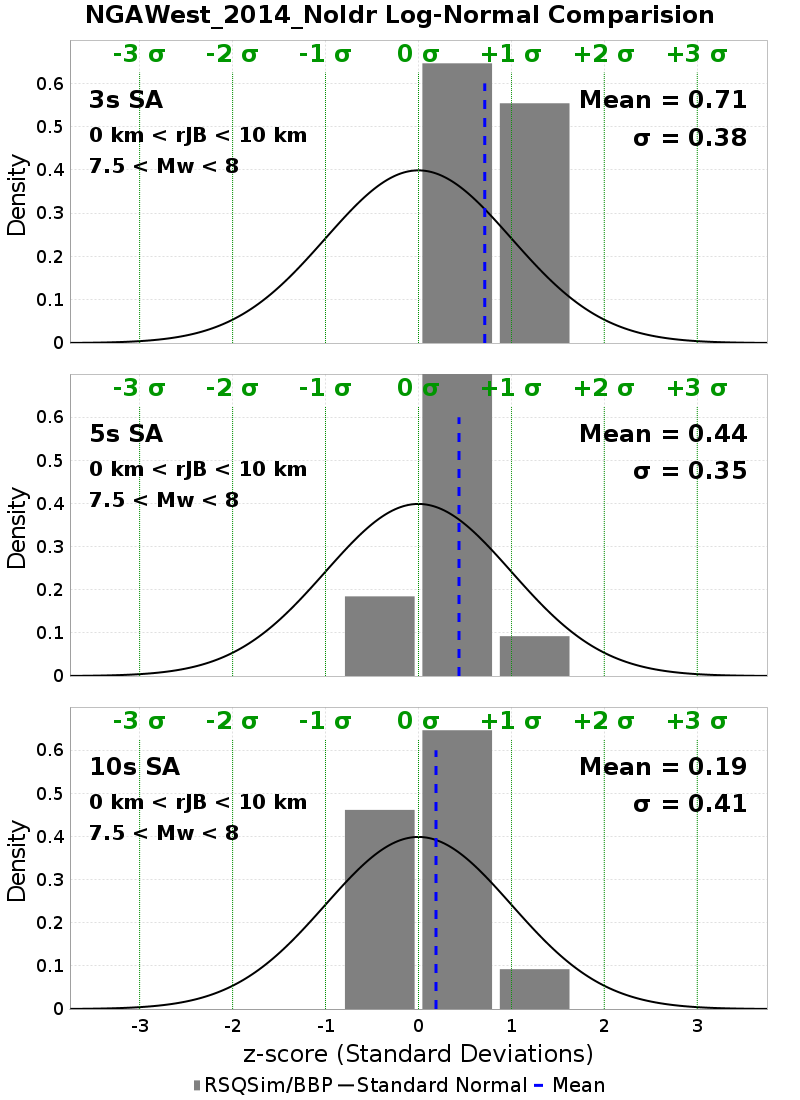 NGAWest_2014_NoIdr Log-Normal Comparision
-3 σ -2 σ -1 σ 0 σ +1 σ +2 σ +3 σ
3s SA Mean = 0.71
0 km < rJB < 10 km σ = 0.38
7.5 < Mw < 8
Density
0.6
0.5
0.4
0.3
0.2
0.1
0
-3 σ -2 σ -1 σ 0 σ +1 σ +2 σ +3 σ
5s SA Mean = 0.44
0 km < rJB < 10 km σ = 0.35
7.5 < Mw < 8
Density
0.6
0.5
0.4
0.3
0.2
0.1
0
-3 σ -2 σ -1 σ 0 σ +1 σ +2 σ +3 σ
10s SA Mean = 0.19
0 km < rJB < 10 km σ = 0.41
7.5 < Mw < 8
Density
0.6
0.5
0.4
0.3
0.2
0.1
0
-3 -2 -1 0 1 2 3
z-score (Standard Deviations)
RSQSim/BBP Standard Normal Mean